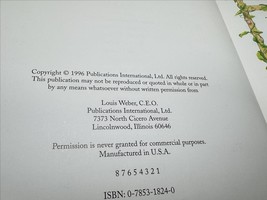 Copyright © 1996 Publications International, Ltd. All rights reserved.
This publication may not be reproduced or quoted in whole or in part
by any means whatsoever without written permission from
Louis Weber, C.E.O.
Publications International, Ltd.
7373 North Cicero Avenue
Lincolnwood, Illinois 60646
Permission is never granted for commercial purposes.
Manufactured in U.S.A.
8 7 6 5 4 3 2 1
ISBN: 0-7853-1824-0